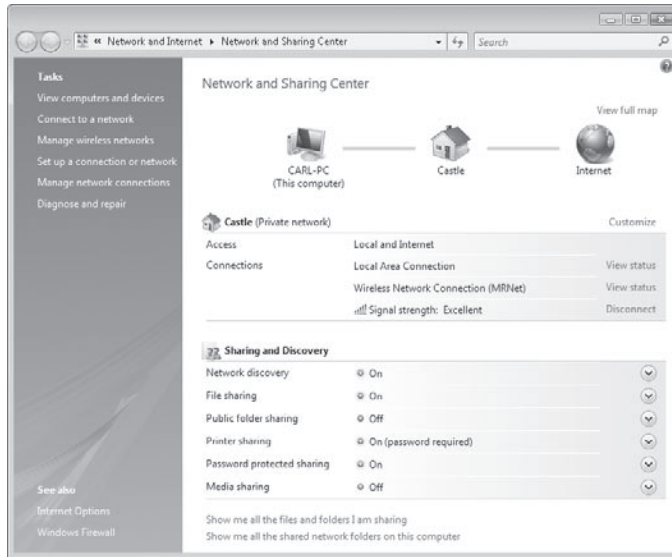 « Network and Internet ▸ Network and Sharing Center
Search
Tasks
View computers and devices
Connect to a network
Manage wireless networks
Set up a connection or network
Manage network connections
Diagnose and repair
See also
Internet Options
Windows Firewall
Network and Sharing Center
View full map
CARL-PC
(This computer)
Castle
Internet
Castle (Private network) Customize
Access Local and Internet
Connections Local Area Connection View status
Wireless Network Connection (MRNet) View status
Signal strength: Excellent Disconnect
Sharing and Discovery
Network discovery On
File sharing On
Public folder sharing Off
Printer sharing On (password required)
Password protected sharing On
Media sharing Off
Show me all the files and folders I am sharing
Show me all the shared network folders on this computer